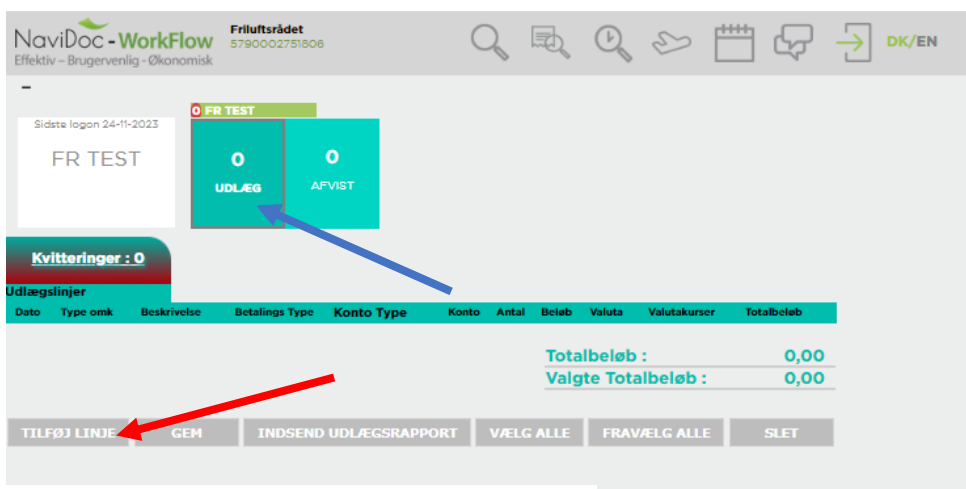 NaviDoc - WorkFlow
Effektiv – Brugervenlig - Økonomisk
Friluftsrådet
5790002751806
DK/EN
–
0 FR TEST
Sidste logon 24-11-2023
FR TEST
0
UDLÆG
0
AFVIST
Kvitteringer : 0
Udlægslinjer
Dato Type omk Beskrivelse Betalings Type Konto Type Konto Antal Beløb Valuta Valutakurser Totalbeløb
Totalbeløb : 0,00
Valgte Totalbeløb : 0,00
TILFØJ LINJE GEM INDSEND UDLÆGSRAPPORT VÆLG ALLE FRAVÆLG ALLE SLET